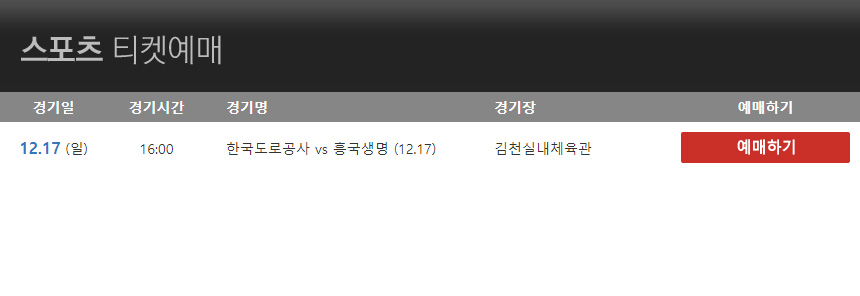 스포츠 티켓예매
경기일 경기시간 경기명 경기장 예매하기
12.17 (일) 16:00 한국도로공사 vs 흥국생명 (12.17) 김천실내체육관 예매하기